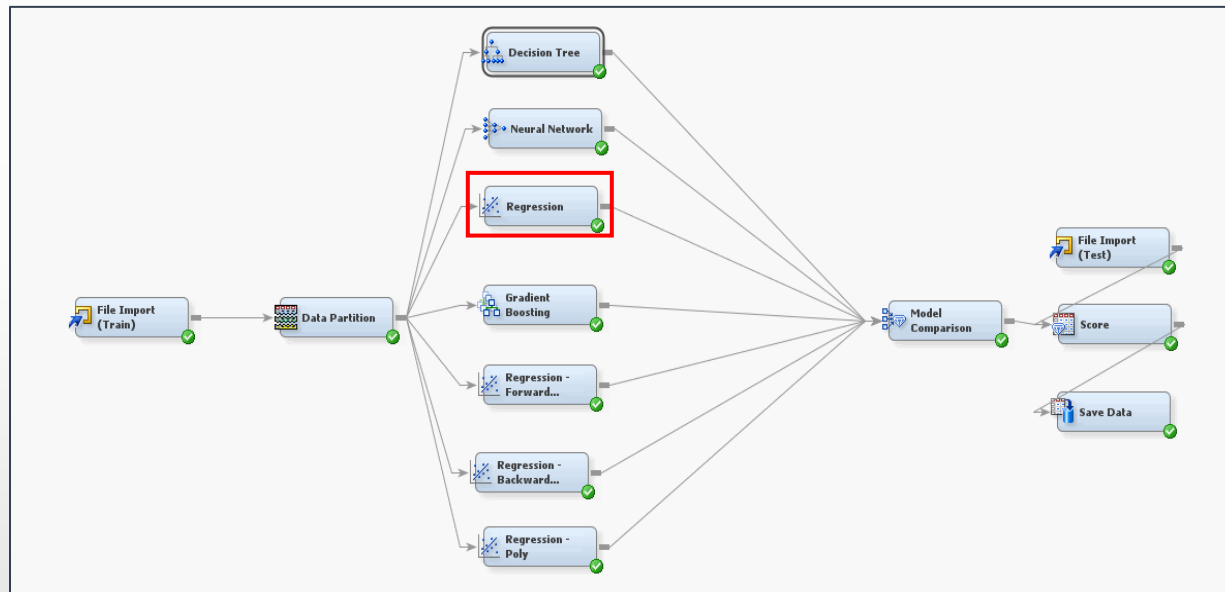 Decision Tree
Neural Network
Regression
File Import
(Train)
Data Partition
Gradient
Boosting
Regression -
Forward...
Regression -
Backward...
Regression -
Poly
Model
Comparison
File Import
(Test)
Score
Save Data